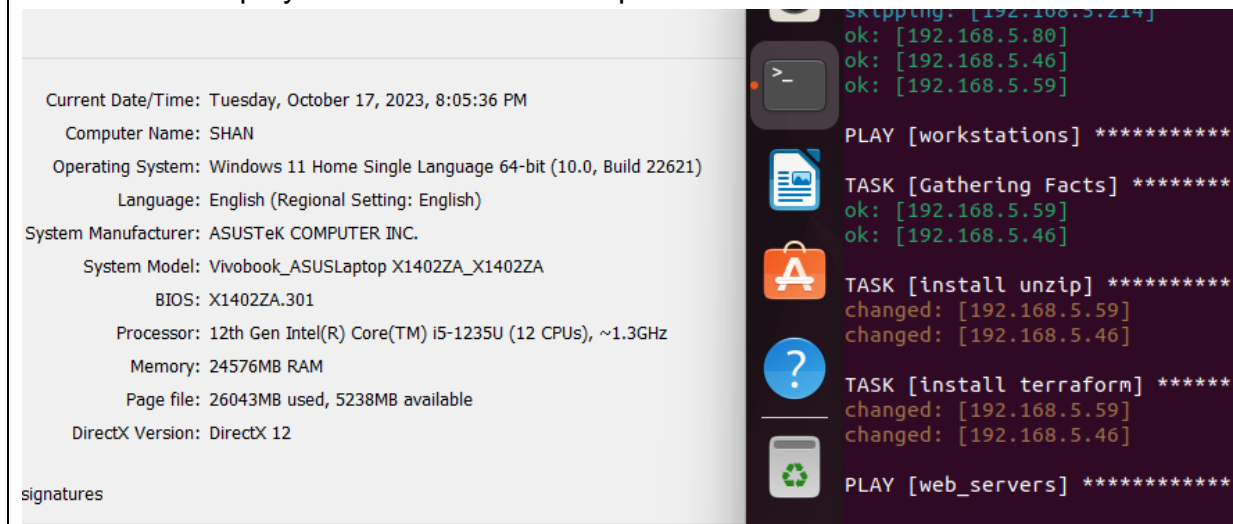 Current Date/Time: Tuesday, October 17, 2023, 8:05:36 PM
Computer Name: SHAN
Operating System: Windows 11 Home Single Language 64-bit (10.0, Build 22621)
Language: English (Regional Setting: English)
System Manufacturer: ASUSTeK COMPUTER INC.
System Model: Vivobook_ASUSLaptop X1402ZA_X1402ZA
BIOS: X1402ZA.301
Processor: 12th Gen Intel(R) Core(TM) i5-1235U (12 CPUs), ~1.3GHz
Memory: 24576MB RAM
Page file: 26043MB used, 5238MB available
DirectX Version: DirectX 12
signatures
skipping: [192.168.5.214]
ok: [192.168.5.80]
ok: [192.168.5.46]
ok: [192.168.5.59]
PLAY [workstations] ***********
TASK [Gathering Facts] ********
ok: [192.168.5.59]
ok: [192.168.5.46]
TASK [install unzip] **********
changed: [192.168.5.59]
changed: [192.168.5.46]
TASK [install terraform] ******
changed: [192.168.5.59]
changed: [192.168.5.46]
PLAY [web_servers] ************